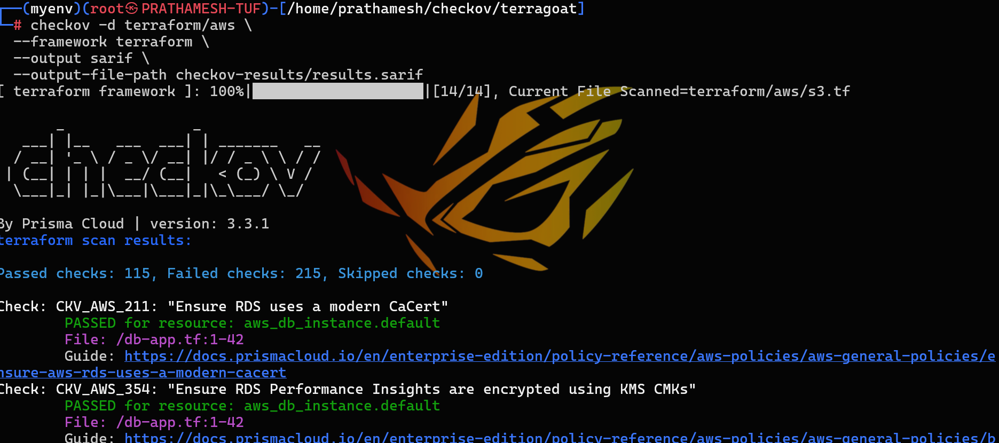 (myenv)(root㉿PRATHAMESH-TUF)-[/home/prathamesh/checkov/terragoat]
# checkov -d terraform/aws \
--framework terraform \
--output sarif \
--output-file-path checkov-results/results.sarif
[ terraform framework ]: 100%|████████████████████|[14/14], Current File Scanned=terraform/aws/s3.tf
       _               _
   ___| |__   ___  ___| | _______   __
  / __| '_ \ / _ \/ __| |/ / _ \ \ / /
 | (__| | | |  __/ (__|   < (_) \ V /
  \___|_| |_|\___|\___|_|\_\___/ \_/
By Prisma Cloud | version: 3.3.1
terraform scan results:
Passed checks: 115, Failed checks: 215, Skipped checks: 0
Check: CKV_AWS_211: "Ensure RDS uses a modern CaCert"
PASSED for resource: aws_db_instance.default
File: /db-app.tf:1-42
Guide: https://docs.prismacloud.io/en/enterprise-edition/policy-reference/aws-policies/aws-general-policies/e
nsure-aws-rds-uses-a-modern-cacert
Check: CKV_AWS_354: "Ensure RDS Performance Insights are encrypted using KMS CMKs"
PASSED for resource: aws_db_instance.default
File: /db-app.tf:1-42
Guide: https://docs.prismacloud.io/en/enterprise-edition/policy-reference/aws-policies/aws-general-policies/b